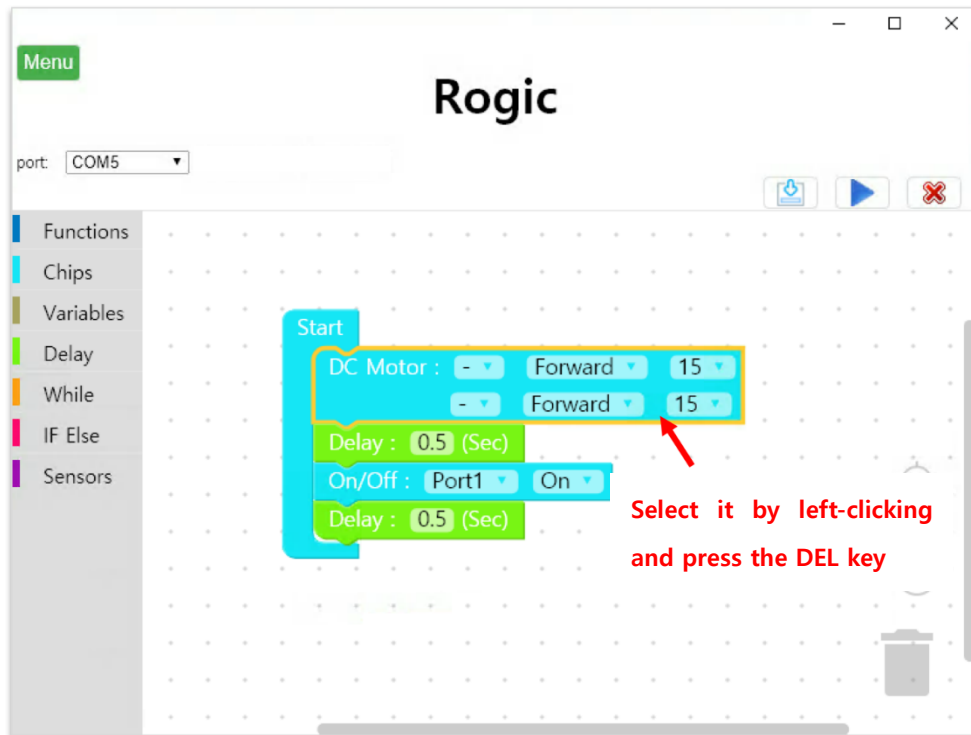 Menu
Rogic
port: COM5
Functions
Chips
Variables
Delay
While
IF Else
Sensors
Start
DC Motor : - Forward 15
- Forward 15
Delay : 0.5 (Sec)
On/Off : Port1 On
Delay : 0.5 (Sec)
Select it by left-clicking
and press the DEL key